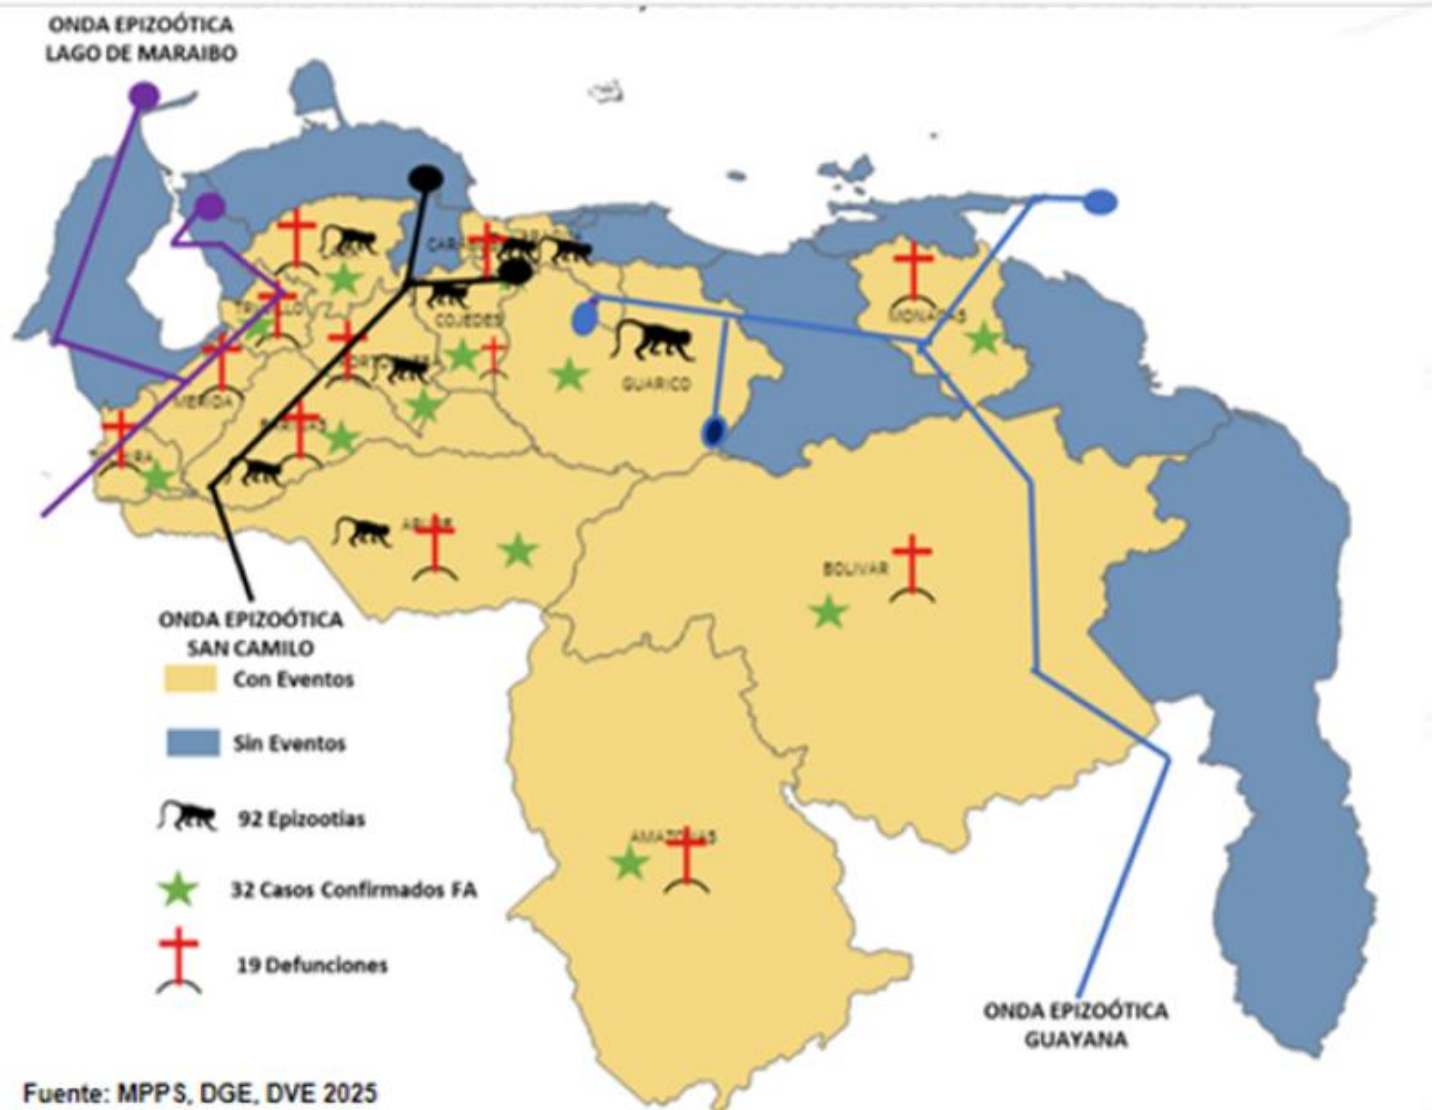 ONDA EPIZOÓTICA
LAGO DE MARAIBO
COJEDES
GUARICO
MONAGAS
MERIDA
BOLIVAR
AMAZONAS
ONDA EPIZOÓTICA
SAN CAMILO
Con Eventos
Sin Eventos
92 Epizootias
32 Casos Confirmados FA
19 Defunciones
ONDA EPIZOÓTICA
GUAYANA
Fuente: MPPS, DGE, DVE 2025